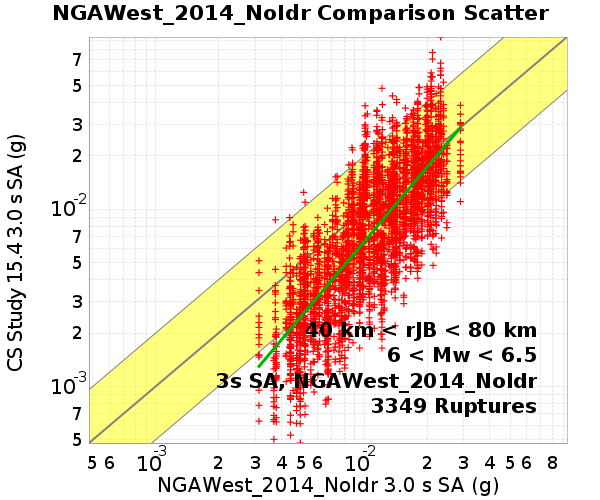 NGAWest_2014_NoIdr Comparison Scatter
CS Study 15.4 3.0 s SA (g)
7
5
3
2
10-2
7
5
3
2
10-3
7
5
40 km < rJB < 80 km
6 < Mw < 6.5
3s SA, NGAWest_2014_NoIdr
3349 Ruptures
5 6 10-3 2 3 4 5 6 10-2 2 3 4 5 6 8
NGAWest_2014_NoIdr 3.0 s SA (g)